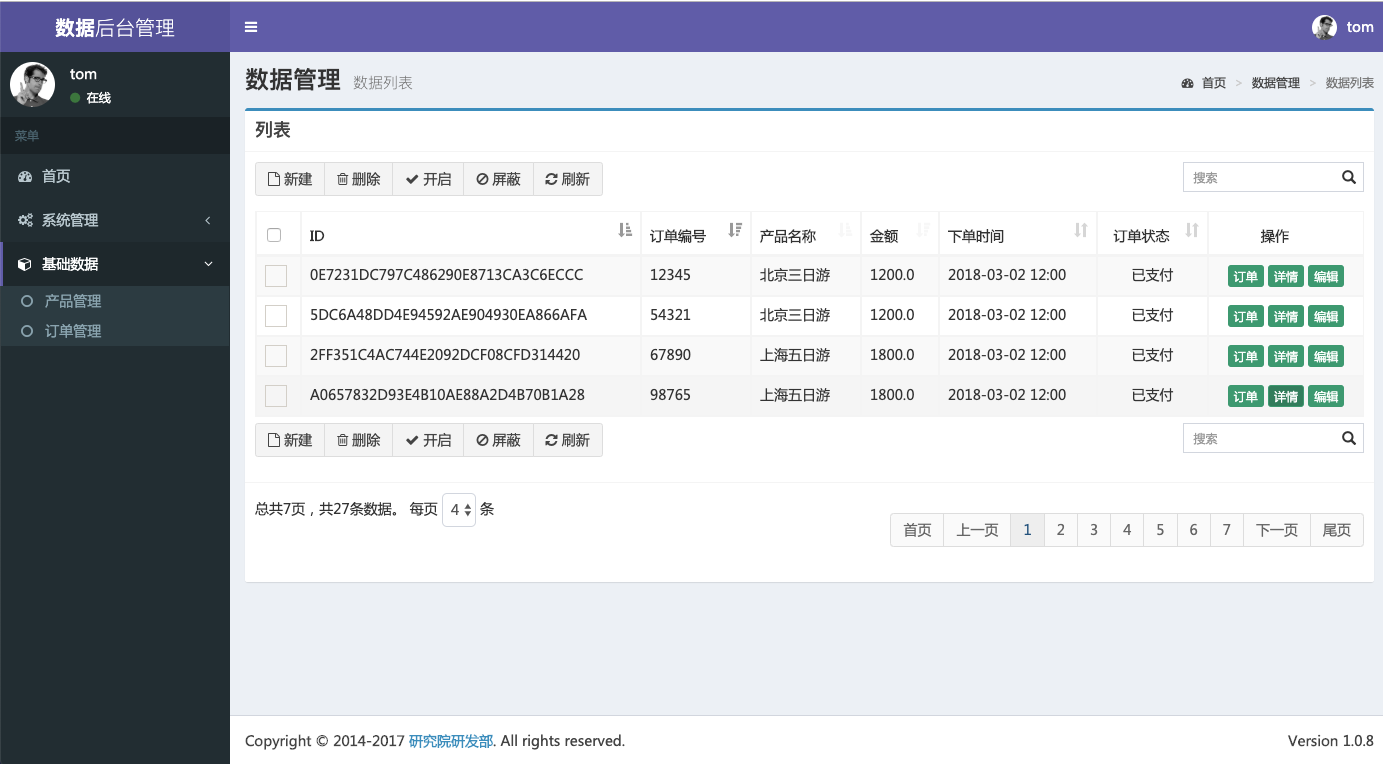 数据后台管理
tom
tom
在线
菜单
首页
系统管理
基础数据
产品管理
订单管理
数据管理 数据列表
首页 > 数据管理 > 数据列表
列表
新建 删除 开启 屏蔽 刷新
搜索
ID 订单编号 产品名称 金额 下单时间 订单状态 操作
0E7231DC797C486290E8713CA3C6ECCC 12345 北京三日游 1200.0 2018-03-02 12:00 已支付 订单 详情 编辑
5DC6A48DD4E94592AE904930EA866AFA 54321 北京三日游 1200.0 2018-03-02 12:00 已支付 订单 详情 编辑
2FF351C4AC744E2092DCF08CFD314420 67890 上海五日游 1800.0 2018-03-02 12:00 已支付 订单 详情 编辑
A0657832D93E4B10AE88A2D4B70B1A28 98765 上海五日游 1800.0 2018-03-02 12:00 已支付 订单 详情 编辑
新建 删除 开启 屏蔽 刷新
搜索
总共7页，共27条数据。 每页 4 条
首页 上一页 1 2 3 4 5 6 7 下一页 尾页
Copyright © 2014-2017 研究院研发部. All rights reserved.
Version 1.0.8